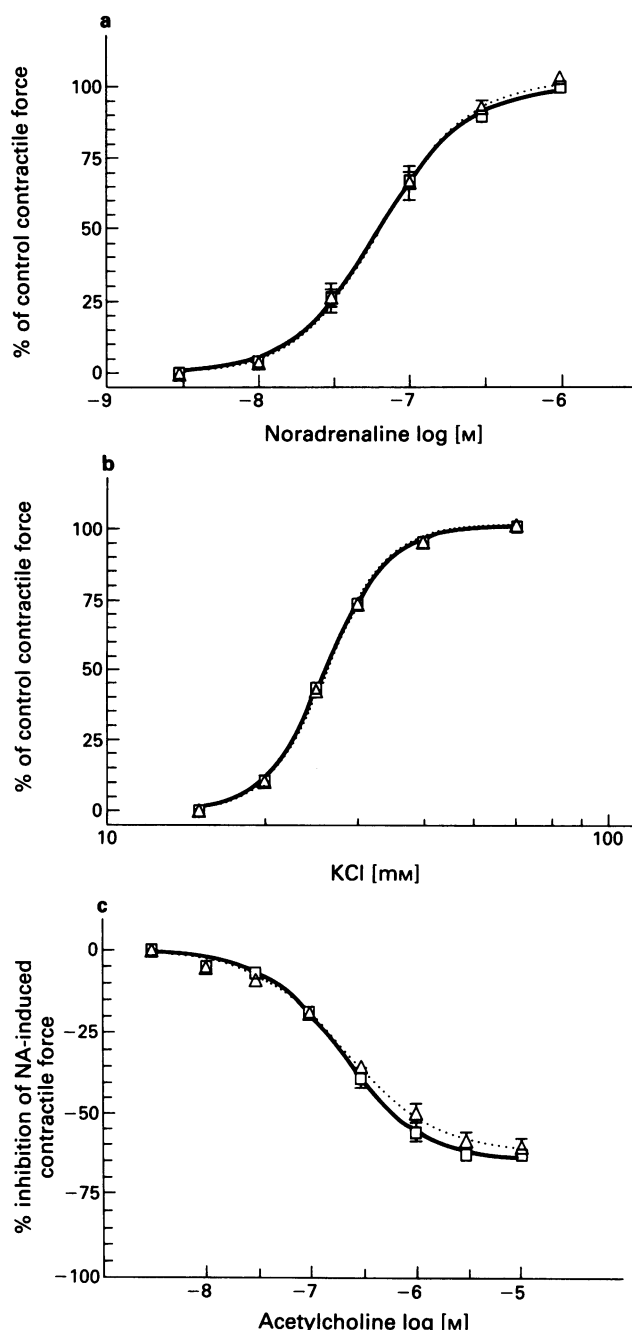 a
100
75
50
25
0
% of control contractile force
−9
−8
−7
−6
Noradrenaline log [M]
b
100
75
50
25
0
% of control contractile force
10
100
KCl [mM]
c
0
−25
−50
−75
−100
% inhibition of NA-induced
contractile force
−8
−7
−6
−5
Acetylcholine log [M]